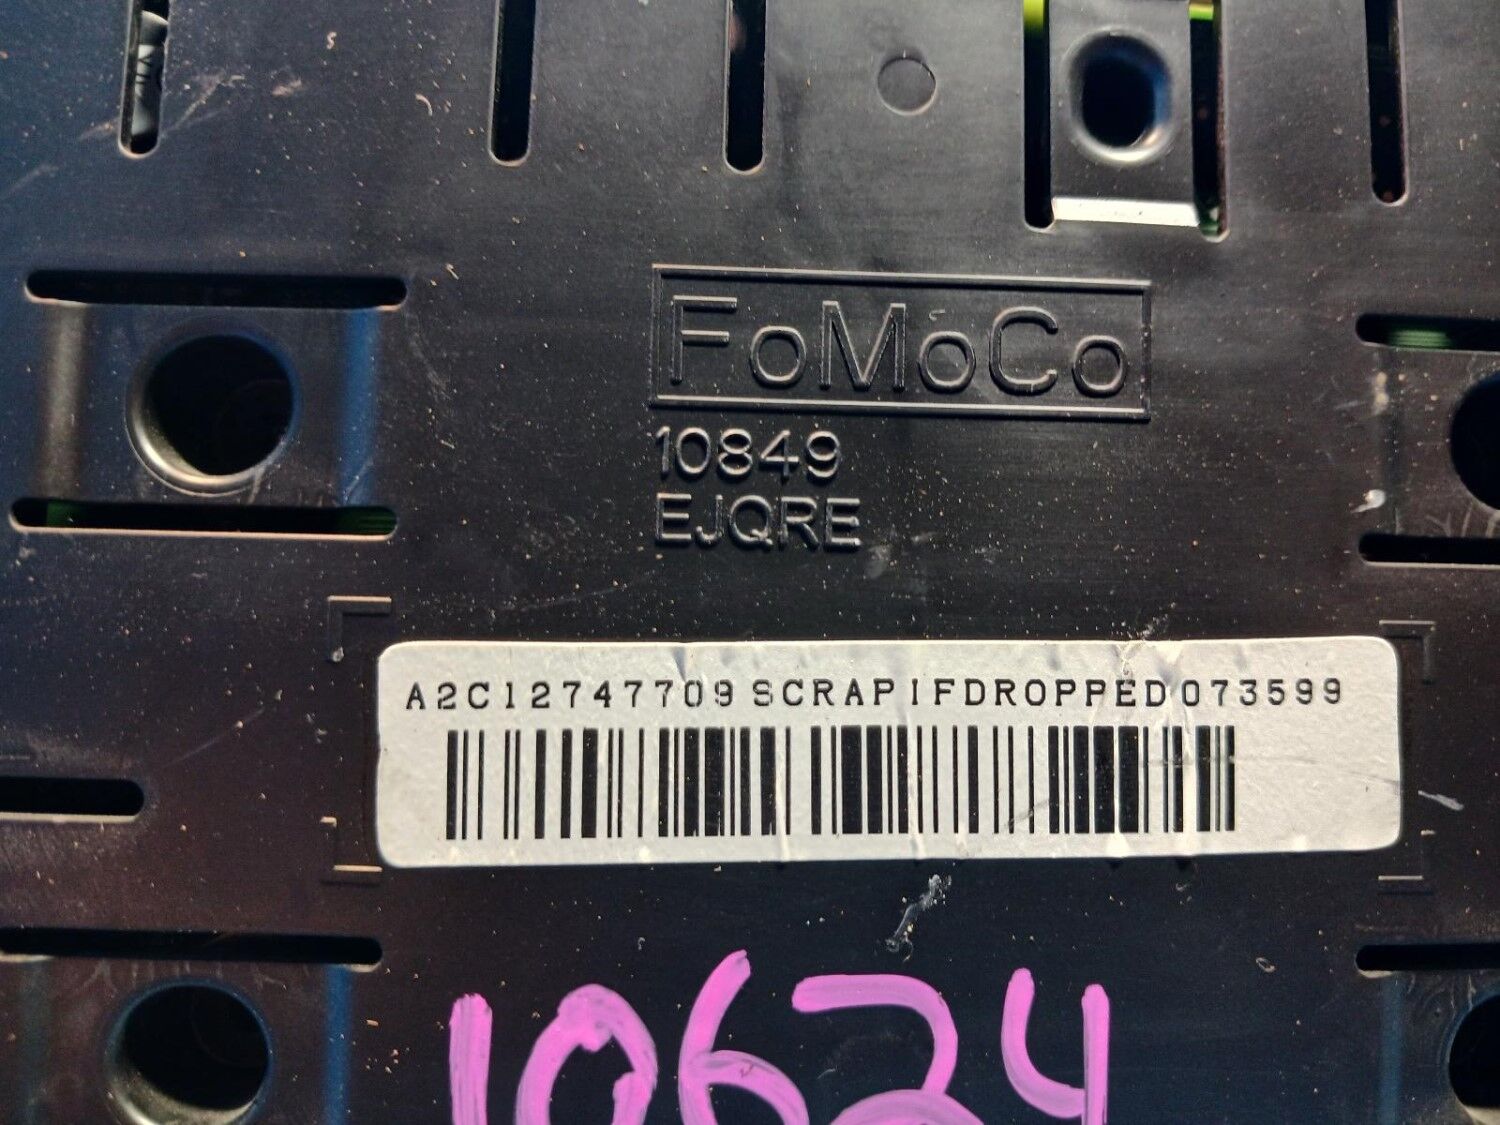 FoMoCo
10849
EJQRE
A2C12747709 SCRAPIFDROPPED073599
10624